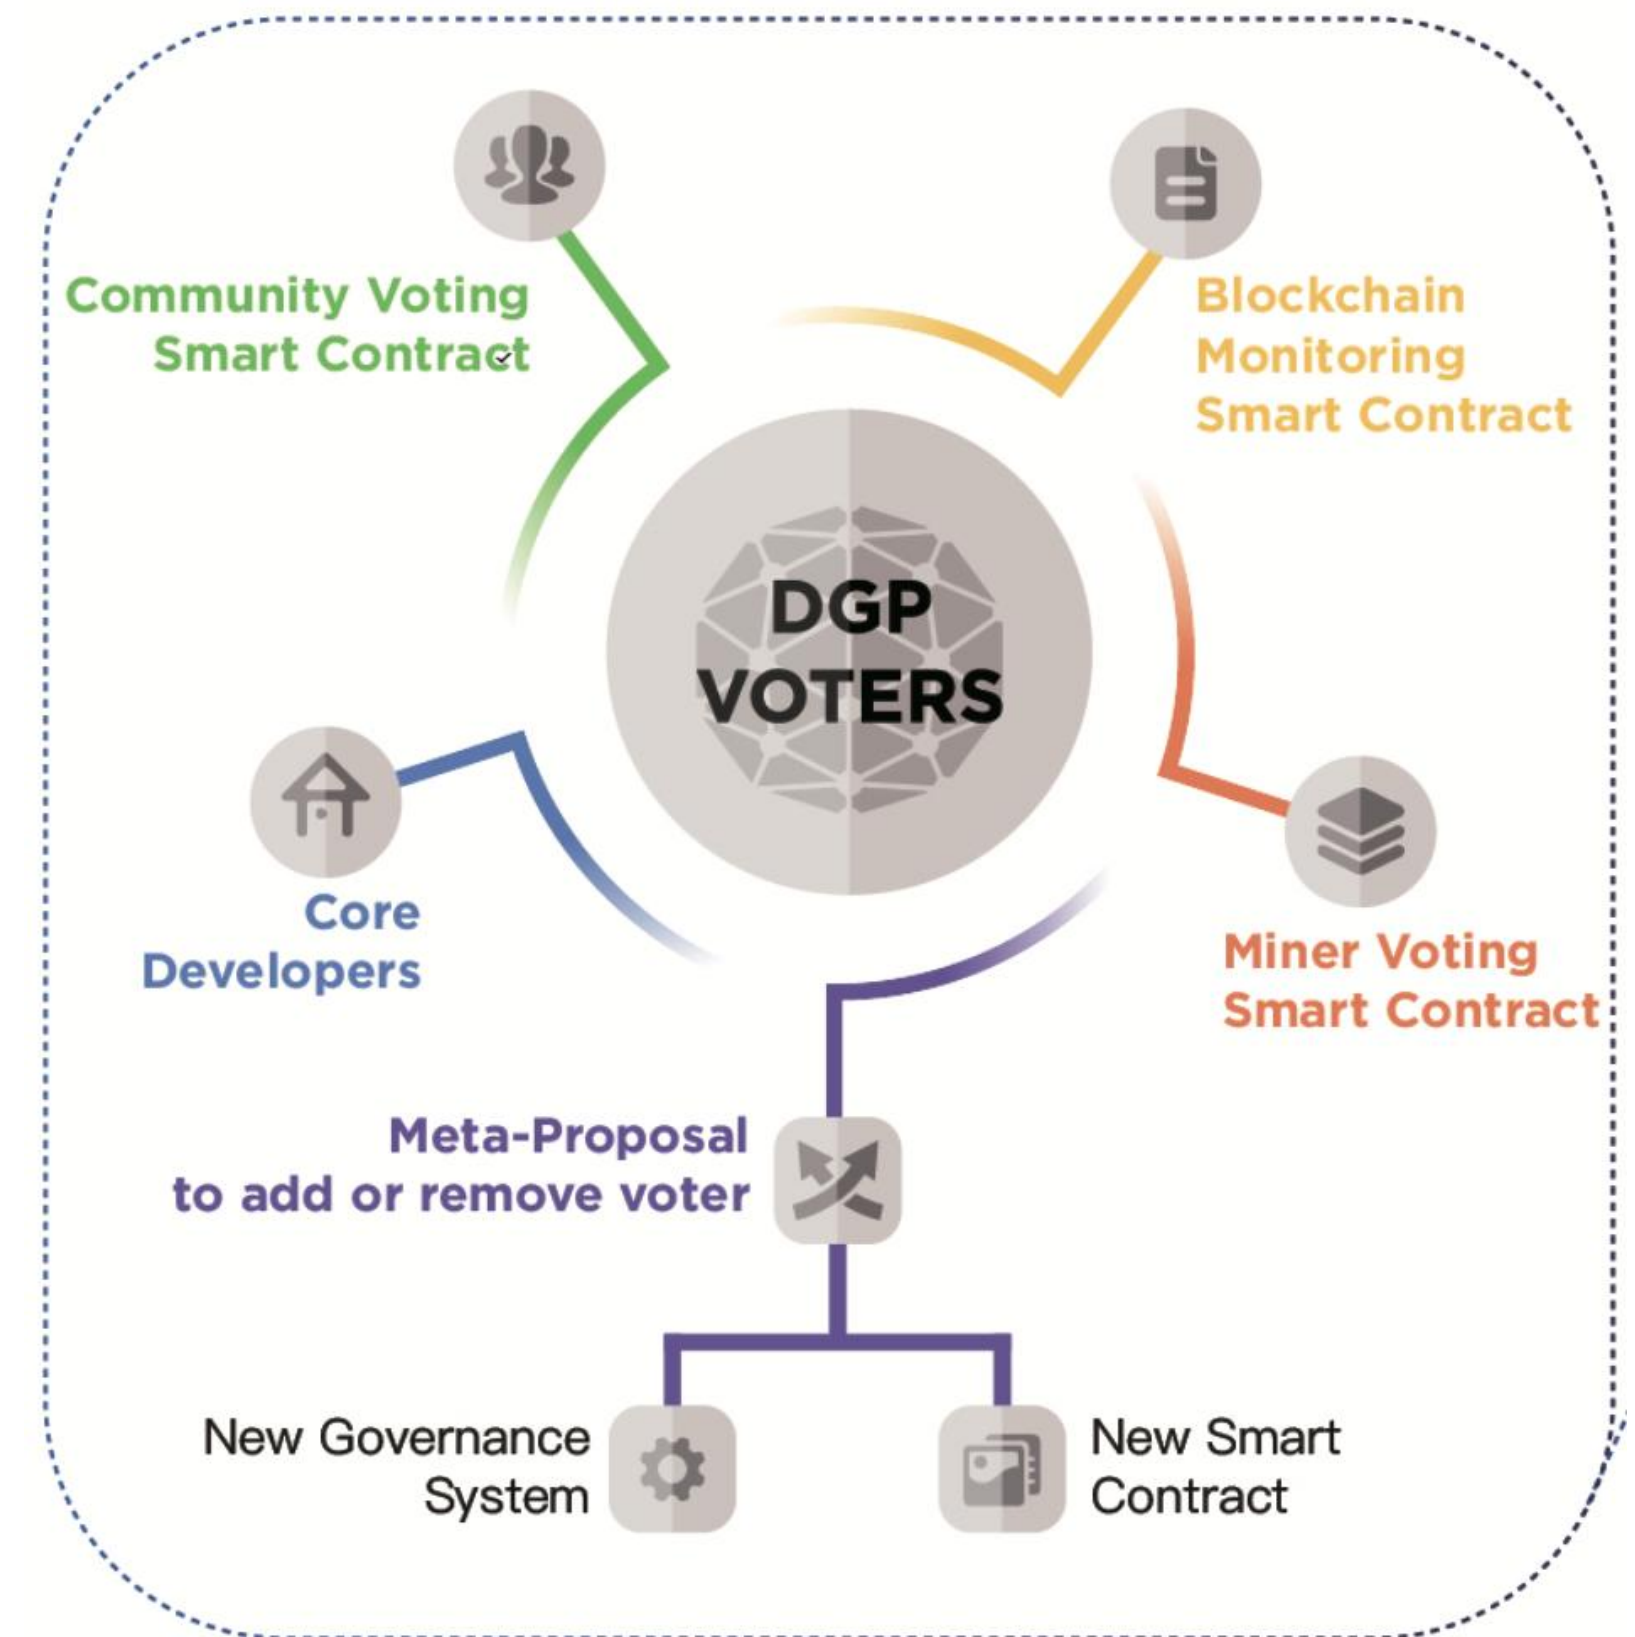 Community Voting
Smart Contract
Blockchain
Monitoring
Smart Contract
DGP
VOTERS
Core
Developers
Miner Voting
Smart Contract
Meta-Proposal
to add or remove voter
New Governance
System
New Smart
Contract